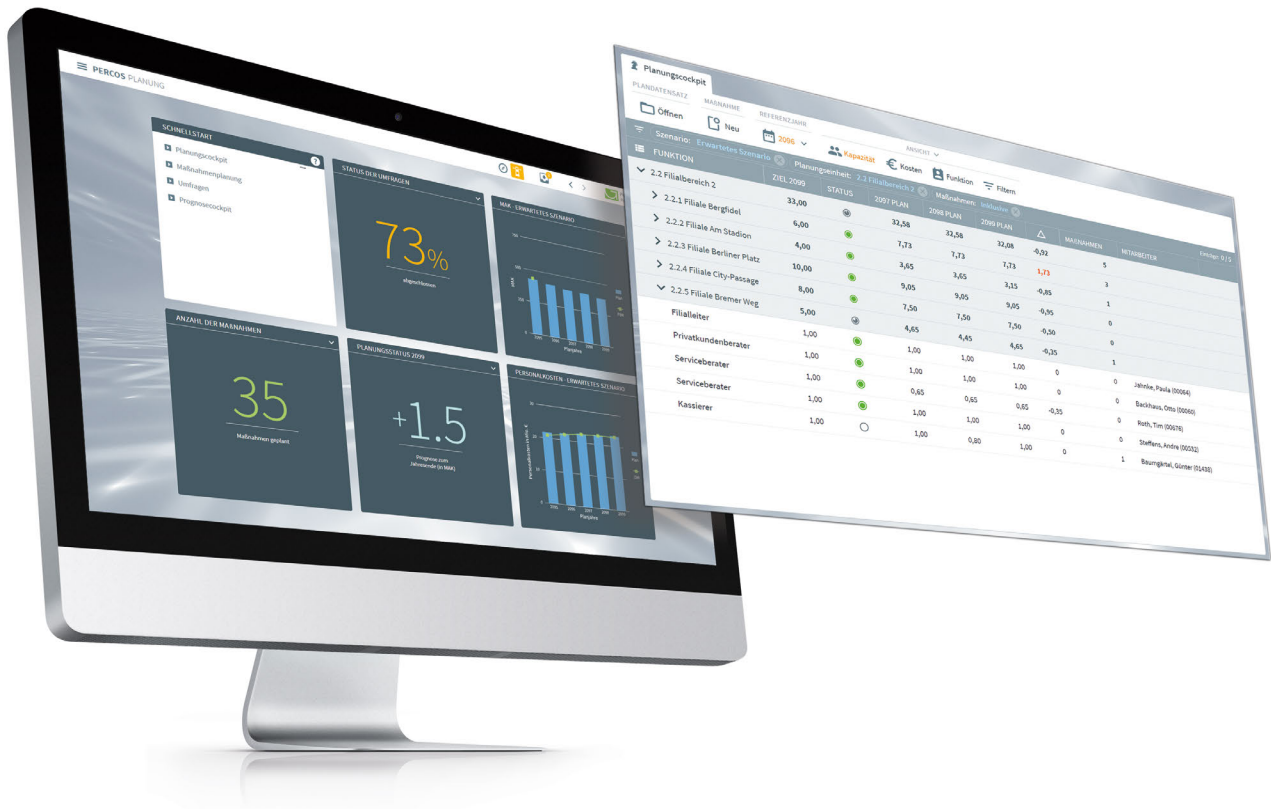 PERCOS PLANUNG
SCHNELLSTART
Planungscockpit
Maßnahmenplanung
Umfragen
Prognosecockpit
STATUS DER UMFRAGEN
73%
abgeschlossen
MAK - ERWARTETES SZENARIO
MAK
Planjahre
ANZAHL DER MAßNAHMEN
35
Maßnahmen geplant
PLANUNGSSTATUS 2099
+1.5
Prognose zum
Jahresende (in MAK)
PERSONALKOSTEN - ERWARTETES SZENARIO
2095 2096 2097 2098 2099
Planjahre
Planungscockpit
PLANDATENSATZ MAßNAHME REFERENZJAHR ANSICHT
Öffnen Neu 2096 Kapazität Kosten Funktion Filtern
Szenario: Erwartetes Szenario Planungseinheit: 2.2 Filialbereich 2 Maßnahmen: Inklusive
FUNKTION ZIEL 2099 STATUS 2097 PLAN 2098 PLAN 2099 PLAN △ MAßNAHMEN MITARBEITER
2.2 Filialbereich 2 33,00 32,58 32,58 32,08 -0,92 5
2.2.1 Filiale Bergfidel 6,00 7,73 7,73 7,73 1,73 3
2.2.2 Filiale Am Stadion 4,00 3,65 3,65 3,15 -0,85 1
2.2.3 Filiale Berliner Platz 10,00 9,05 9,05 9,05 -0,95 0
2.2.4 Filiale City-Passage 8,00 7,50 7,50 7,50 -0,50 0
2.2.5 Filiale Bremer Weg 5,00 4,65 4,45 4,65 -0,35 1
Filialleiter 1,00 1,00 1,00 1,00 0 0 Jahnke, Paula (00064)
Privatkundenberater 1,00 1,00 1,00 1,00 0 0 Backhaus, Otto (00060)
Serviceberater 1,00 0,65 0,65 0,65 -0,35 0 Roth, Tim (00678)
Serviceberater 1,00 1,00 1,00 1,00 0 0 Steffens, Andre (00532)
Kassierer 1,00 1,00 0,80 1,00 0 1 Baumgärtel, Günter (01438)